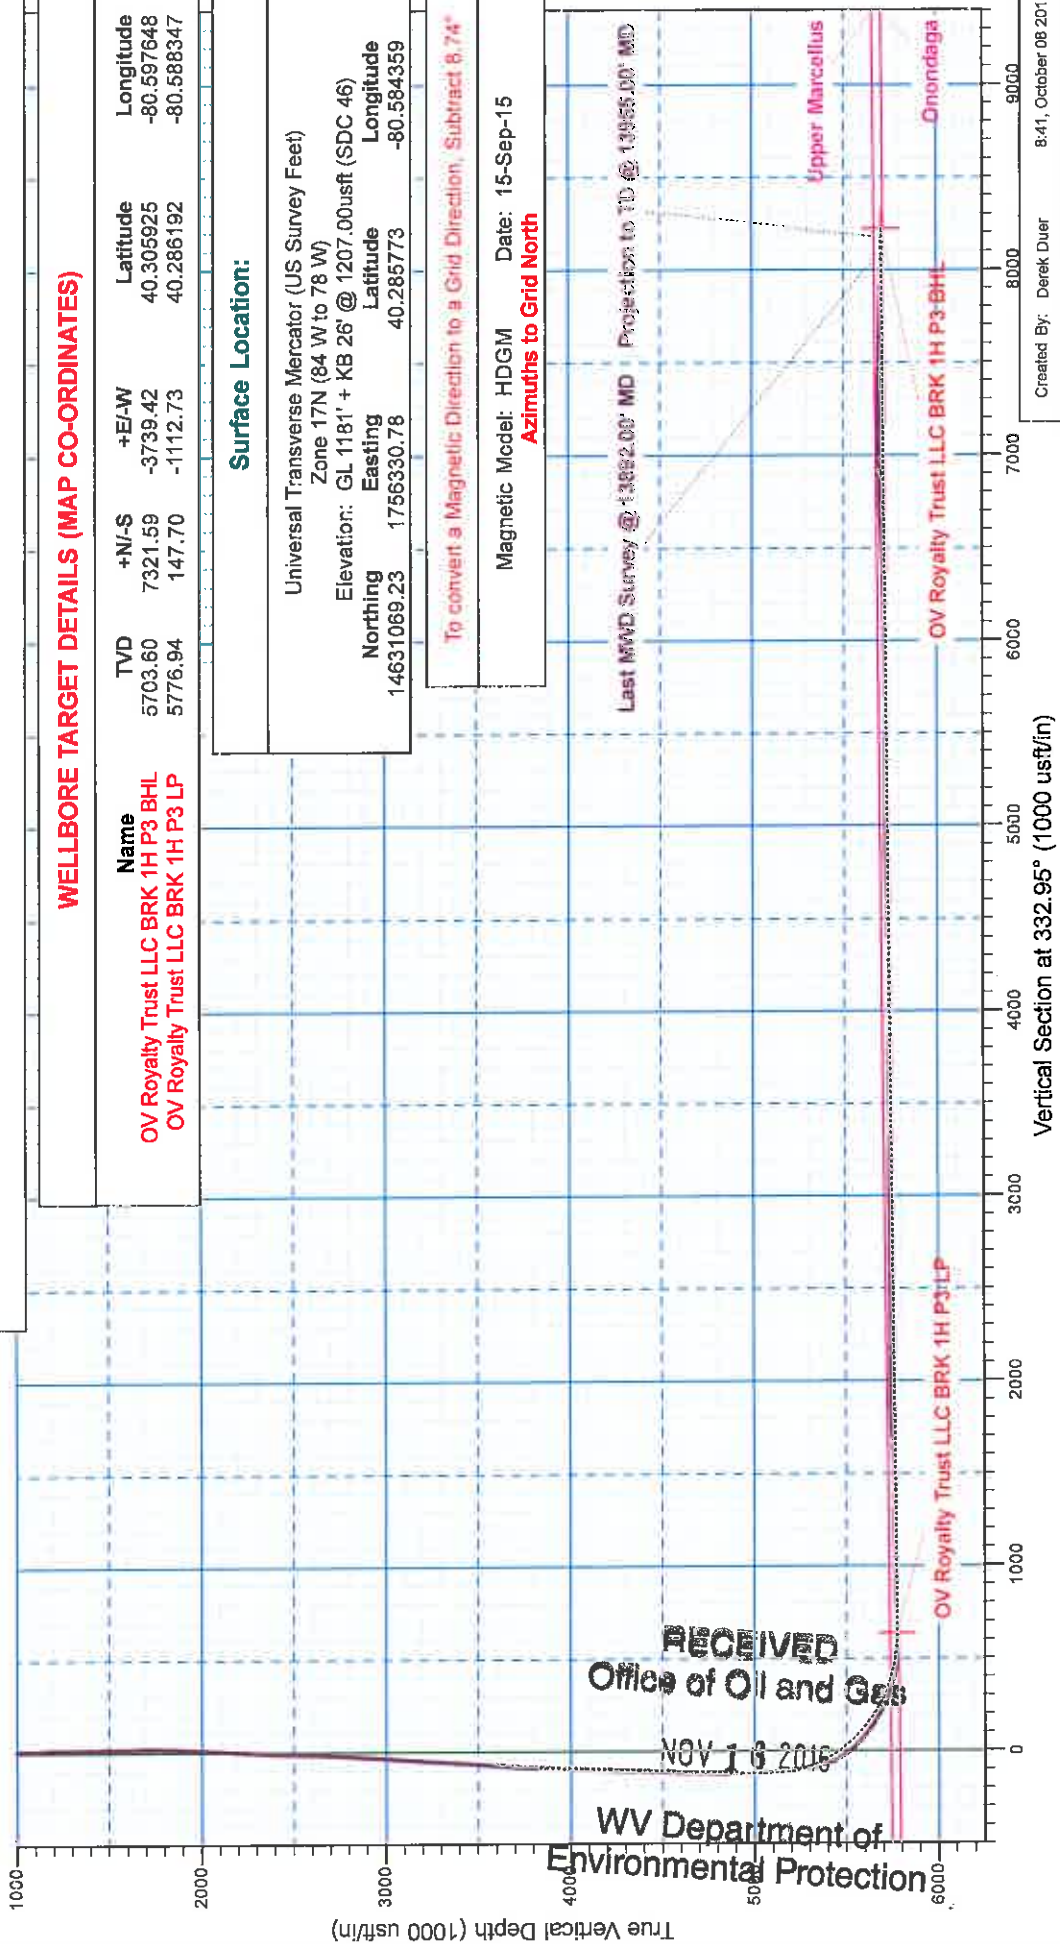 WELLBORE TARGET DETAILS (MAP CO-ORDINATES)
Name TVD +N/-S +E/-W Latitude Longitude
OV Royalty Trust LLC BRK 1H P3 BHL 5703.60 7321.59 -3739.42 40.305925 -80.597648
OV Royalty Trust LLC BRK 1H P3 LP 5776.94 147.70 -1112.73 40.286192 -80.588347
Surface Location:
Universal Transverse Mercator (US Survey Feet)
Zone 17N (84 W to 78 W)
Elevation: GL 1181' + KB 26' @ 1207.00usft (SDC 46)
Northing Easting Latitude Longitude
14631069.23 1756330.78 40.285773 -80.584359
To convert a Magnetic Direction to a Grid Direction, Subtract 8.74°
Magnetic Model: HDGM Date: 15-Sep-15
Azimuths to Grid North
Last MWD Survey @ 13892.00' MD
Projection to TD @ 13955.00' MD
Upper Marcellus
Onondaga
OV Royalty Trust LLC BRK 1H P3 BHL
OV Royalty Trust LLC BRK 1H P3 LP
1000
2000
3000
4000
5000
6000
True Vertical Depth (1000 usft/in)
0 1000 2000 3000 4000 5000 6000 7000 8000 9000
Vertical Section at 332.95° (1000 usft/in)
Created By: Derek Duer 8:41, October 08 201
RECEIVED
Office of Oil and Gas
NOV 16 2016
WV Department of
Environmental Protection